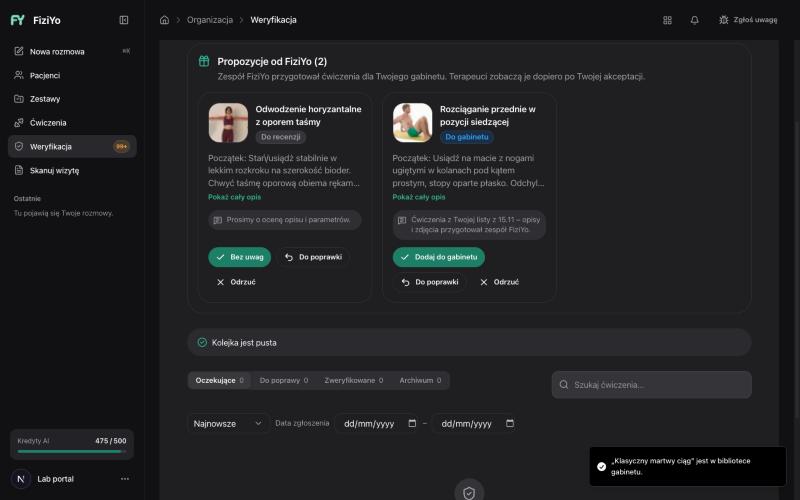 FiziYo
Organizacja
Weryfikacja
Zgłoś uwagę
Nowa rozmowa
⌘K
Pacjenci
Zestawy
Ćwiczenia
Weryfikacja
99+
Skanuj wizytę
Ostatnie
Tu pojawią się Twoje rozmowy.
Kredyty AI
475 / 500
N
Lab portal
Propozycje od FiziYo (2)
Zespół FiziYo przygotował ćwiczenia dla Twojego gabinetu. Terapeuci zobaczą je dopiero po Twojej akceptacji.
Odwodzenie horyzantalne
z oporem taśmy
Do recenzji
Początek: Stań/usiądź stabilnie w
lekkim rozkroku na szerokość bioder.
Chwyć taśmę oporową obiema rękam...
Pokaż cały opis
Prosimy o ocenę opisu i parametrów.
Bez uwag
Do poprawki
Odrzuć
Rozciąganie przednie w
pozycji siedzącej
Do gabinetu
Początek: Usiądź na macie z nogami
ugiętymi w kolanach pod kątem
prostym, stopy oparte płasko. Odchyl...
Pokaż cały opis
Ćwiczenia z Twojej listy z 15.11 – opisy
i zdjęcia przygotował zespół FiziYo.
Dodaj do gabinetu
Do poprawki
Odrzuć
Kolejka jest pusta
Oczekujące 0
Do poprawy 0
Zweryfikowane 0
Archiwum 0
Szukaj ćwiczenie...
Najnowsze
Data zgłoszenia
dd/mm/yyyy
–
dd/mm/yyyy
„Klasyczny martwy ciąg” jest w bibliotece
gabinetu.